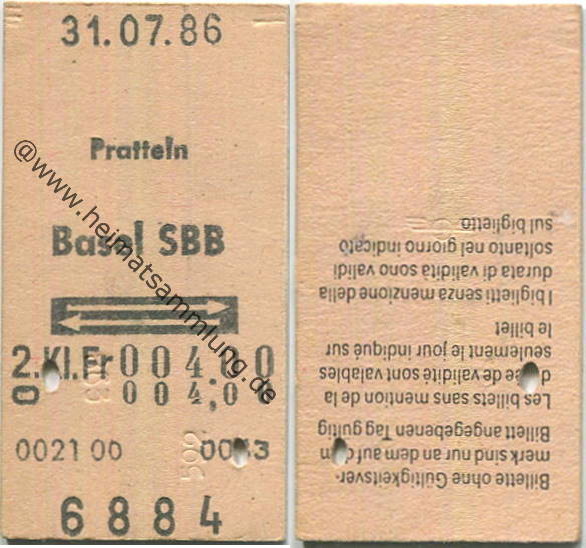 31.07.86
Pratteln
Basel SBB
2.Kl.Fr 004.00
0 004,0
0021 00
6884
@www.heimatsammlung.de
Billette ohne Gültigkeitsver-
merk sind nur an dem auf dem
Billett angegebenen Tag gültig
Les billets sans mention de la
durée de validité sont valables
seulement le jour indiqué sur
le billet
I biglietti senza menzione della
durata di validità sono validi
soltanto nel giorno indicato
sul biglietto